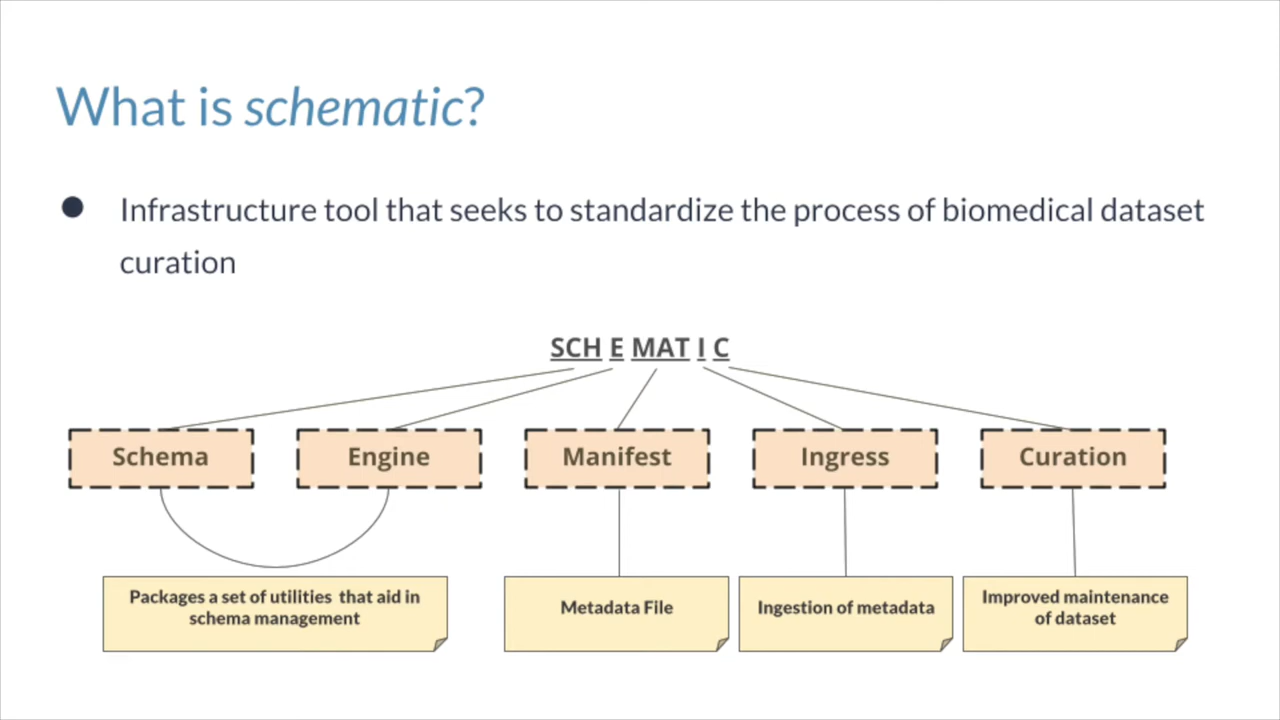 What is schematic?
● Infrastructure tool that seeks to standardize the process of biomedical dataset
curation
SCH E MAT I C
Schema
Engine
Manifest
Ingress
Curation
Packages a set of utilities that aid in
schema management
Metadata File
Ingestion of metadata
Improved maintenance
of dataset